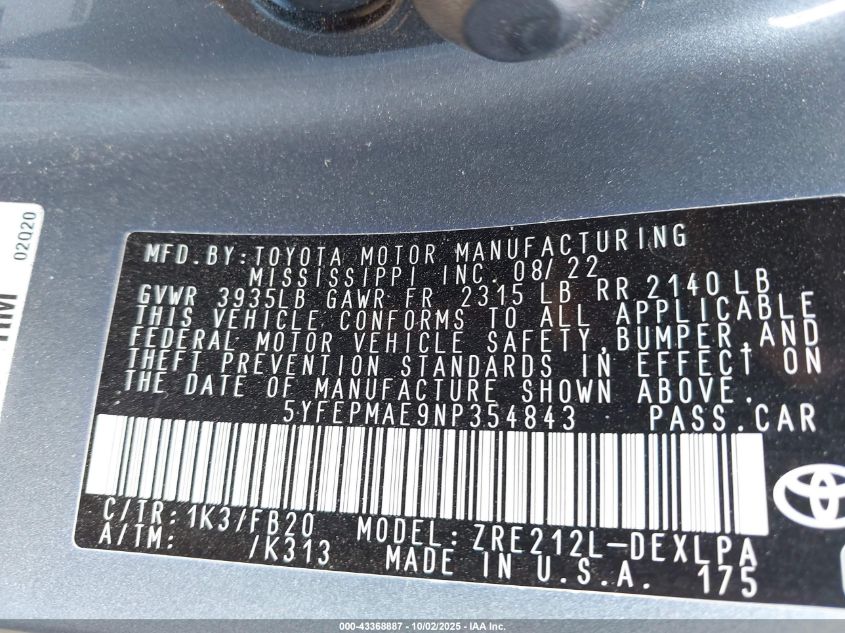 02Q20
MFD.BY:TOYOTA MOTOR MANUFACTURING
MISSISSIPPI INC. 08/22
GVWR 3935LB GAWR FR 2315LB RR 2140LB
THIS VEHICLE CONFORMS TO ALL APPLICABLE
FEDERAL MOTOR VEHICLE SAFETY,BUMPER,AND
THEFT PREVENTION STANDARDS IN EFFECT ON
THE DATE OF MANUFACTURE SHOWN ABOVE.
5YFEPMAE9NP354843 PASS.CAR
C/TR:1K3/FB20 MODEL:ZRE212L-DEXLPA
A/TM: /K313 MADE IN U.S.A. 175
000-43368887 - 10/02/2025 - IAA Inc.